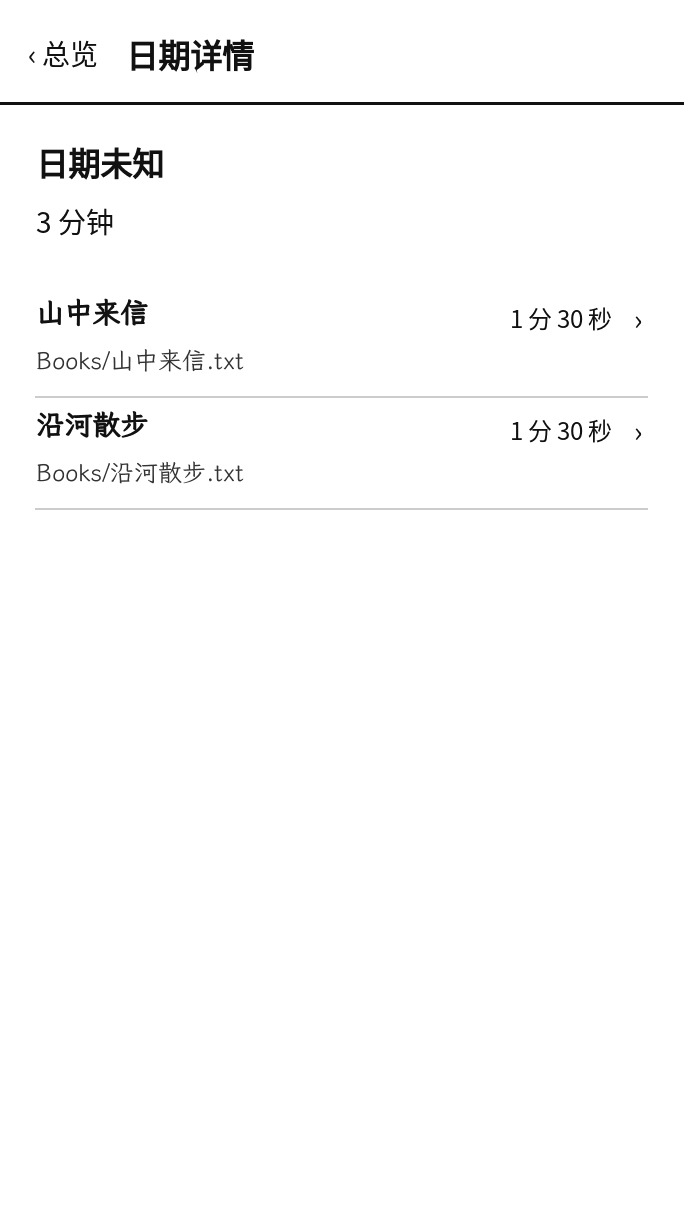 ‹ 总览 日期详情
日期未知
3 分钟
山中来信 1 分 30 秒 ›
Books/山中来信.txt
沿河散步 1 分 30 秒 ›
Books/沿河散步.txt